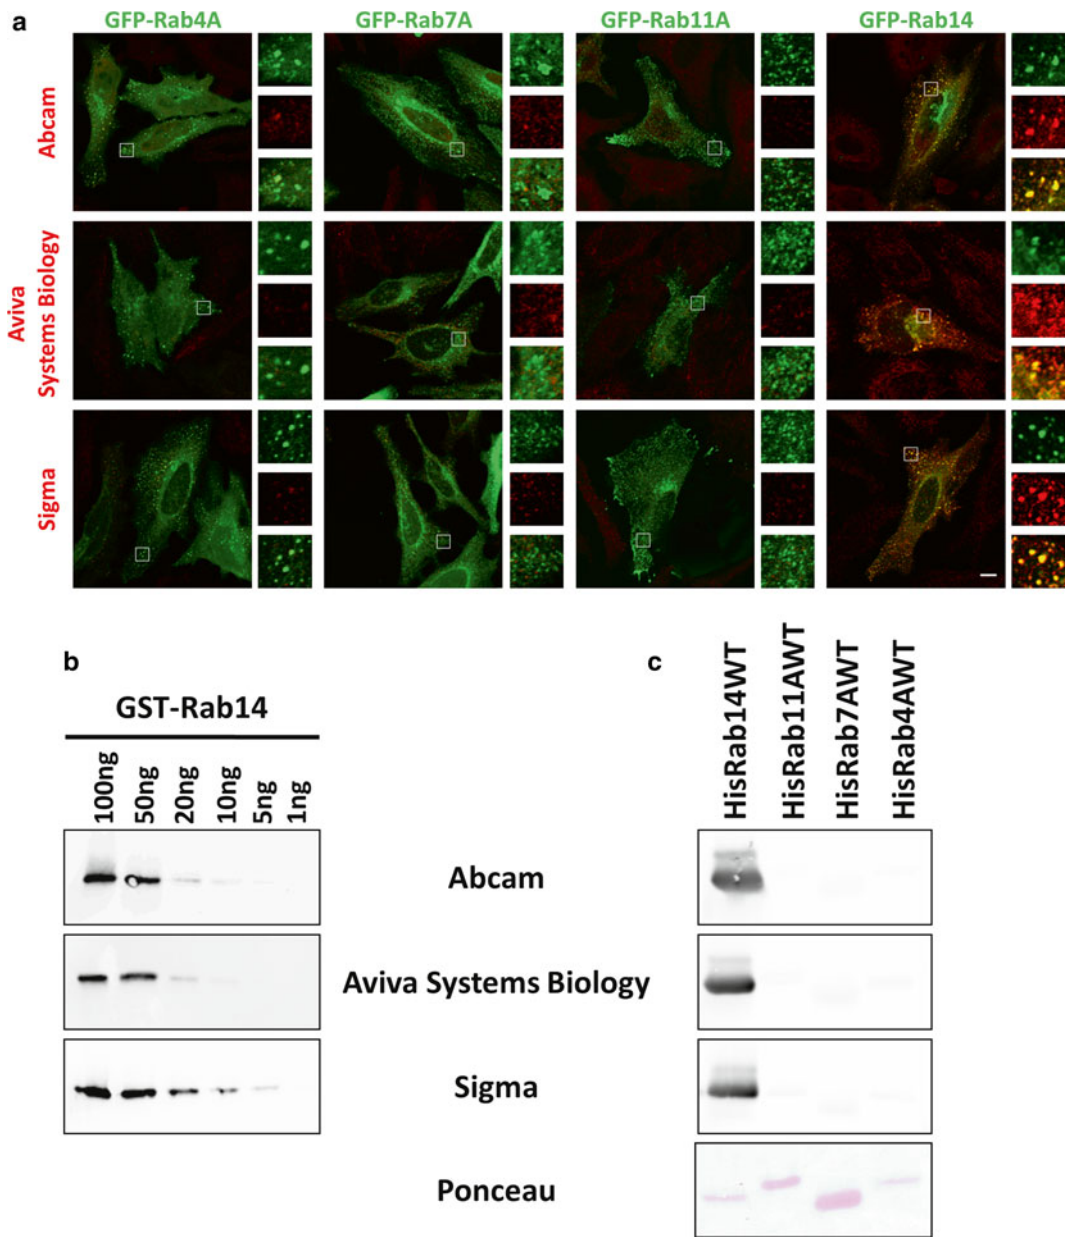 a
GFP-Rab4A
GFP-Rab7A
GFP-Rab11A
GFP-Rab14
Abcam
Aviva
Systems Biology
Sigma
b
GST-Rab14
100ng
50ng
20ng
10ng
5ng
1ng
c
HisRab14WT
HisRab11AWT
HisRab7AWT
HisRab4AWT
Abcam
Aviva Systems Biology
Sigma
Ponceau